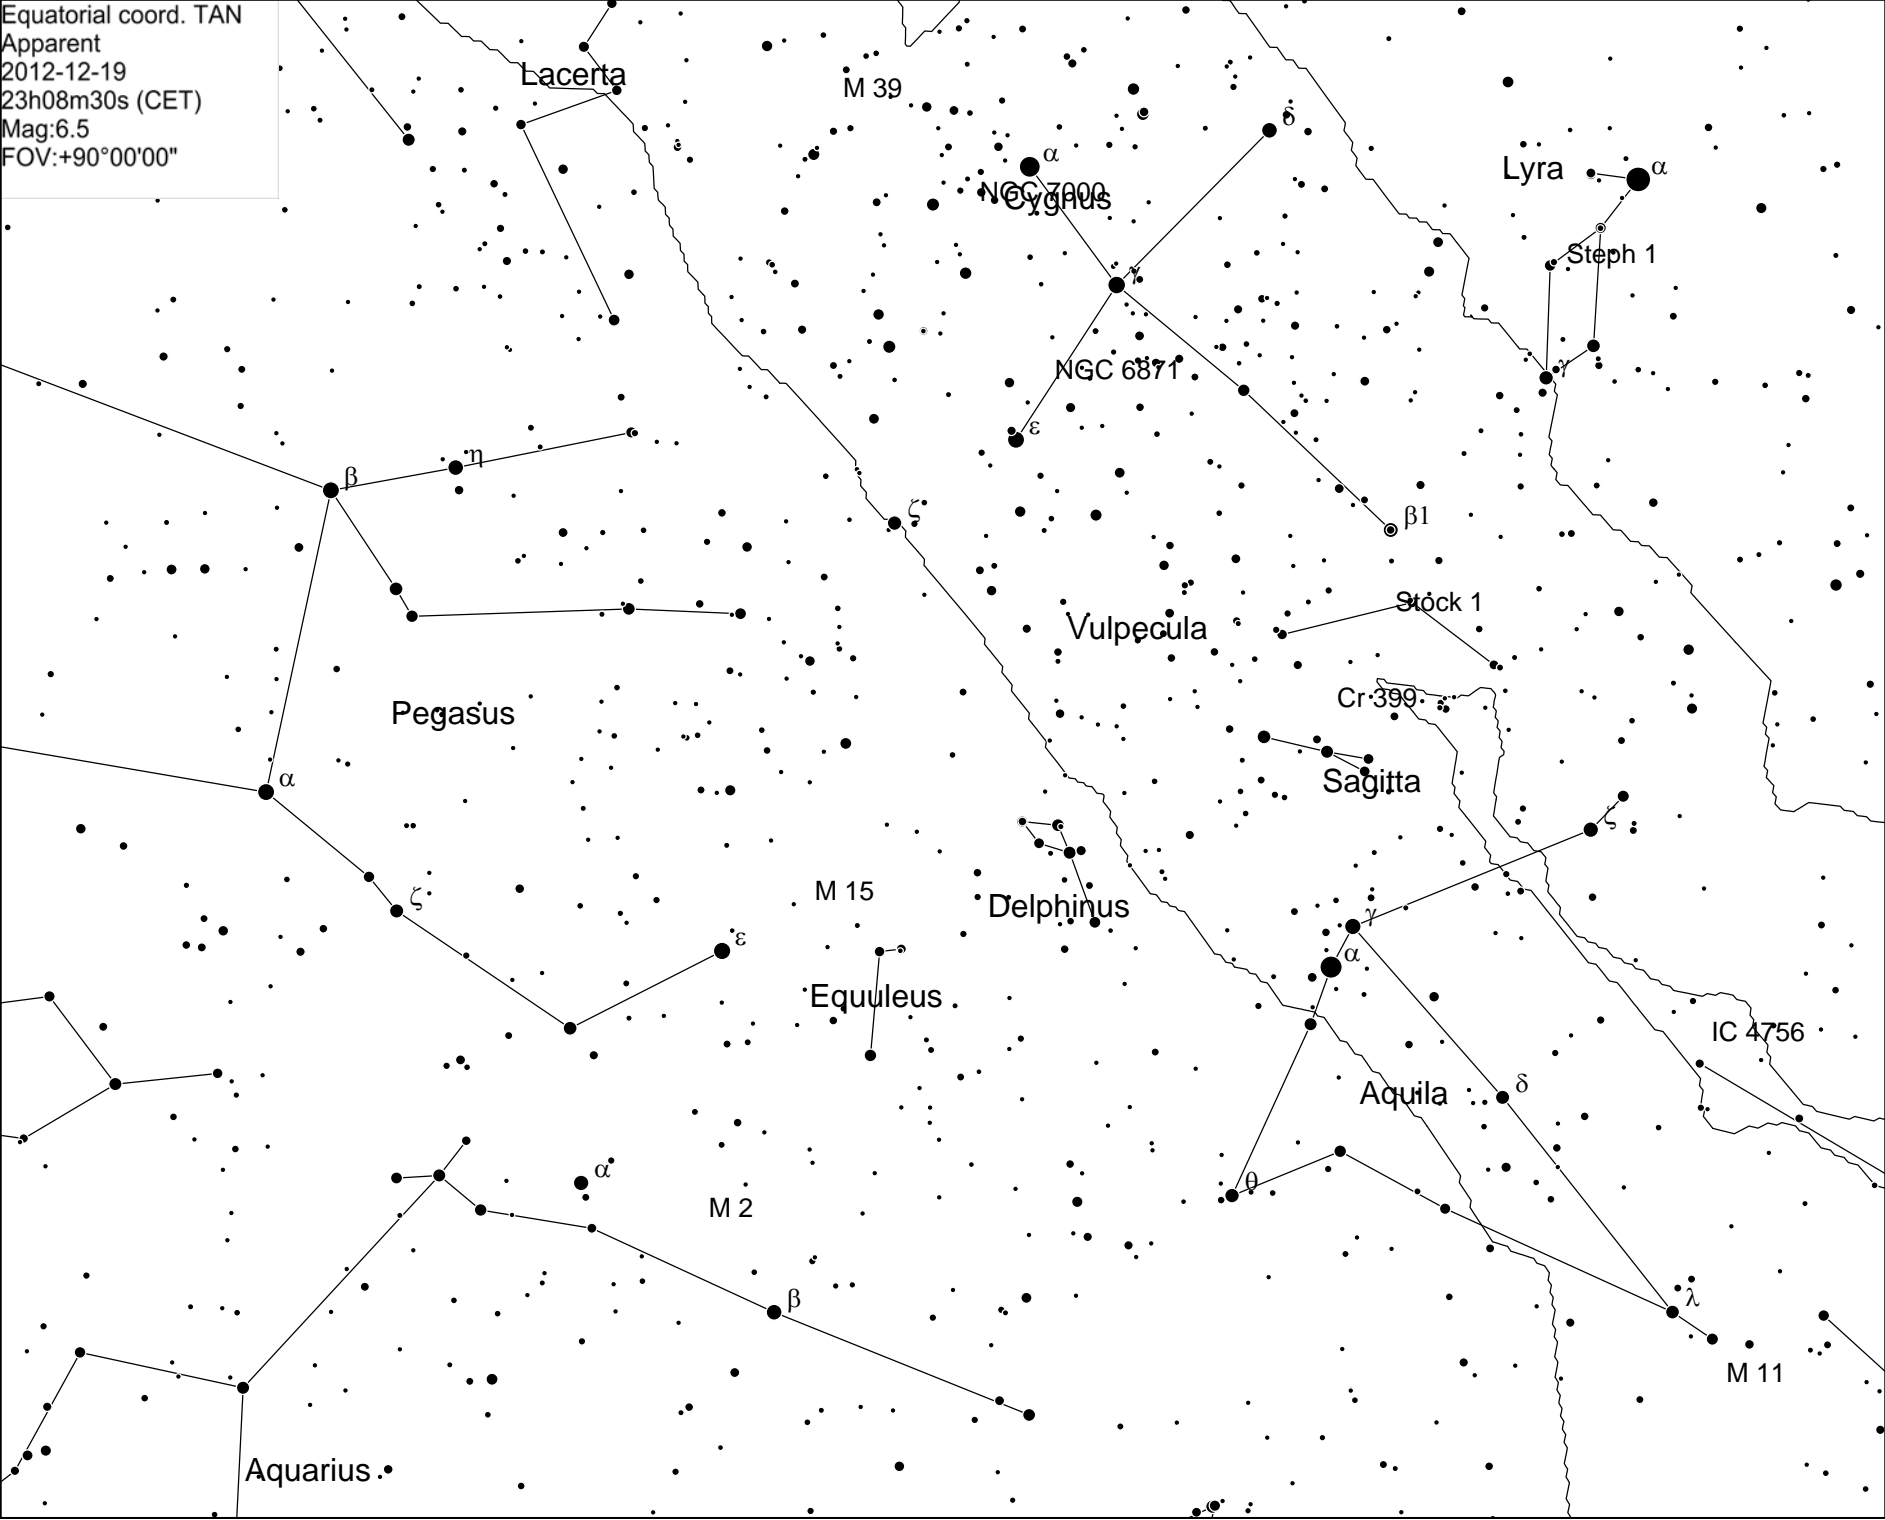 Equatorial coord. TAN
Apparent
2012-12-19
23h08m30s (CET)
Mag:6.5
FOV:+90°00'00"
Lacerta
M 39
δ
α
Lyra
α
NGC 7000
Cygnus
Steph 1
γ
NGC 6871
γ
ε
η
β
ζ
β1
Stock 1
Vulpecula
Cr 399
Pegasus
α
Sagitta
ζ
M 15
ζ
Delphinus
γ
ε
α
Equuleus
IC 4756
δ
Aquila
α
θ
M 2
β
λ
M 11
Aquarius